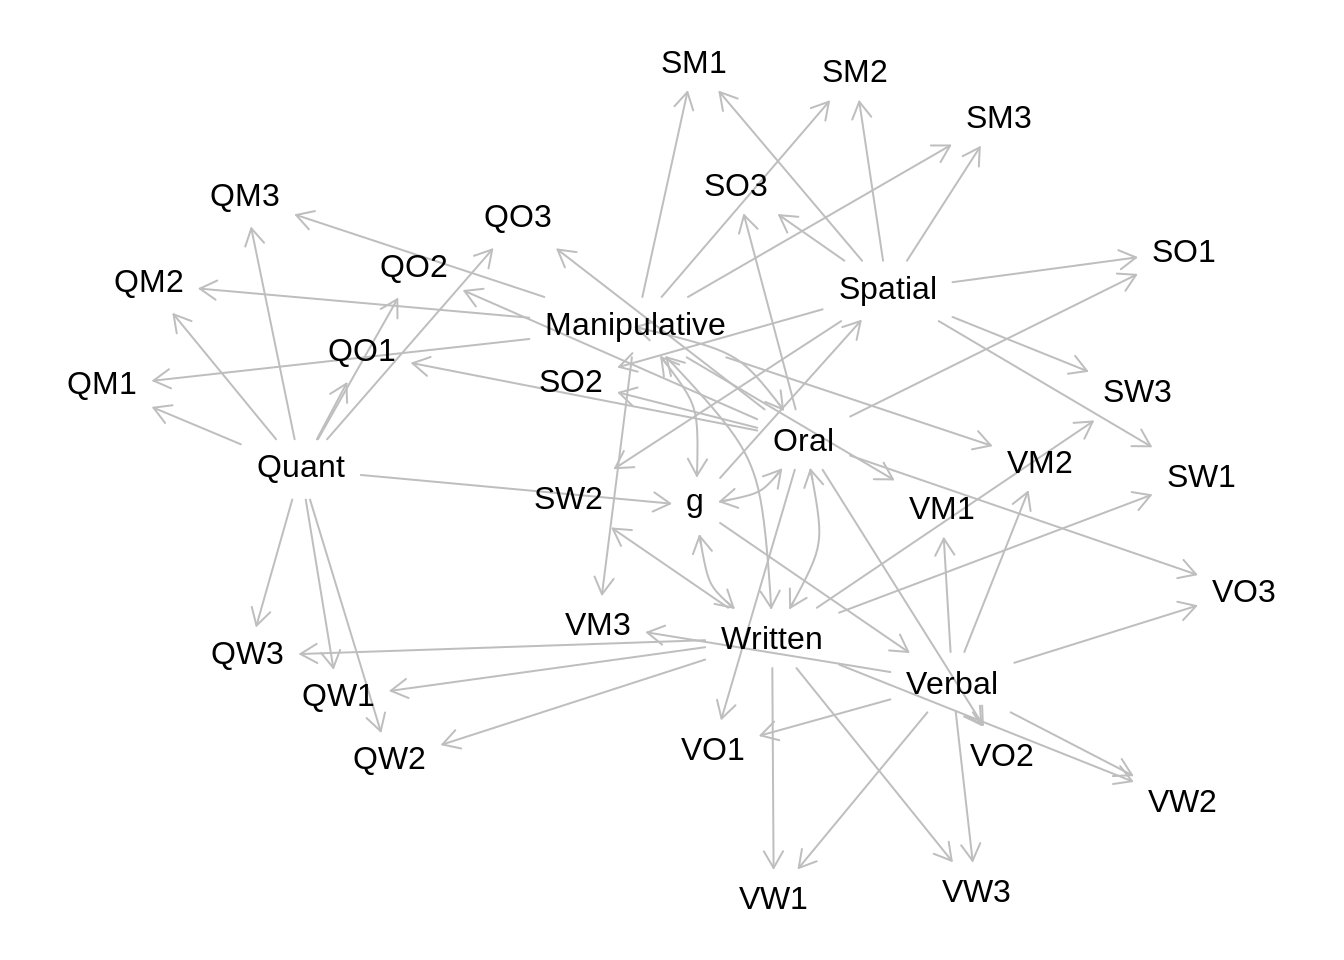 SM1
SM2
SM3
SO3
QM3
QO3
SO1
QO2
QM2
Spatial
Manipulative
QO1
SO2
QM1
SW3
Oral
Quant
VM2
SW1
SW2
g
VM1
VO3
VM3
Written
QW3
Verbal
QW1
VO1
VO2
QW2
VW2
VW3
VW1